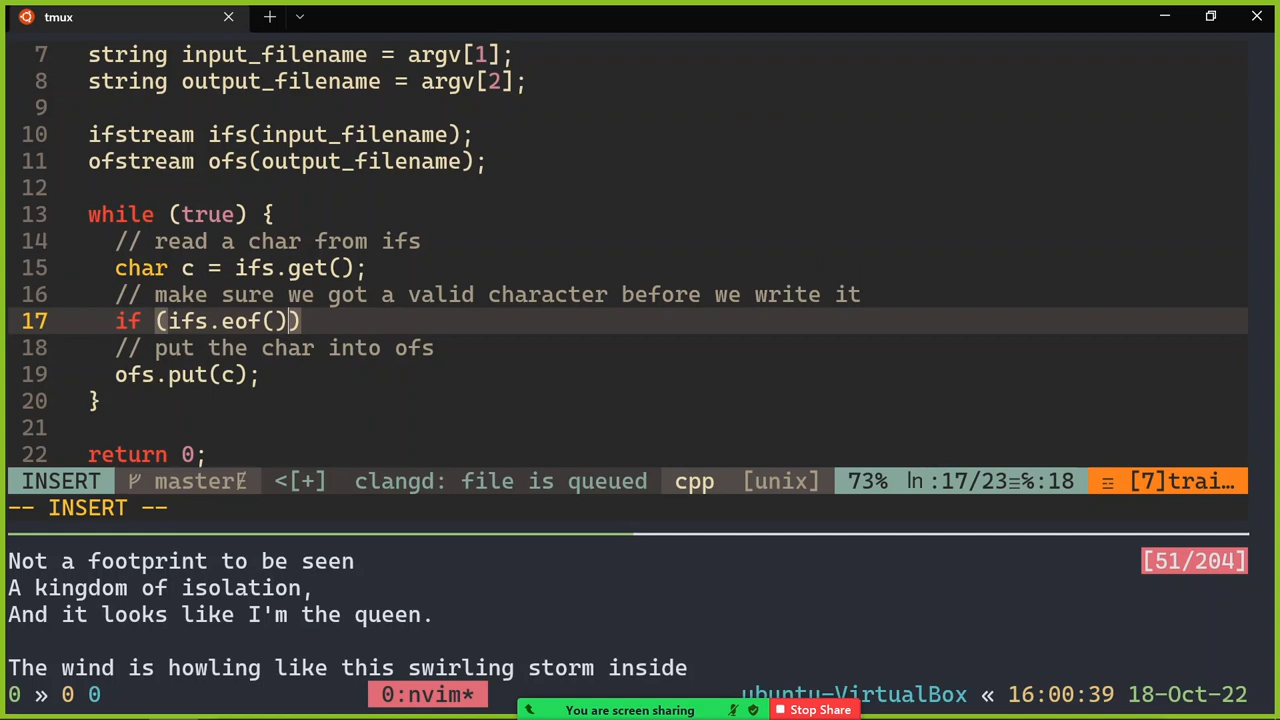 tmux
7 string input_filename = argv[1];
8 string output_filename = argv[2];
9
10 ifstream ifs(input_filename);
11 ofstream ofs(output_filename);
12
13 while (true) {
14 // read a char from ifs
15 char c = ifs.get();
16 // make sure we got a valid character before we write it
17 if (ifs.eof())
18 // put the char into ofs
19 ofs.put(c);
20 }
21
22 return 0;
INSERT master <[+] clangd: file is queued cpp [unix] 73% ln :17/23≡%:18 ☲ [7]trai…
-- INSERT --
Not a footprint to be seen [51/204]
A kingdom of isolation,
And it looks like I'm the queen.
The wind is howling like this swirling storm inside
0 » 0 0 0:nvim* ubuntu-VirtualBox « 16:00:39 18-Oct-22
You are screen sharing Stop Share